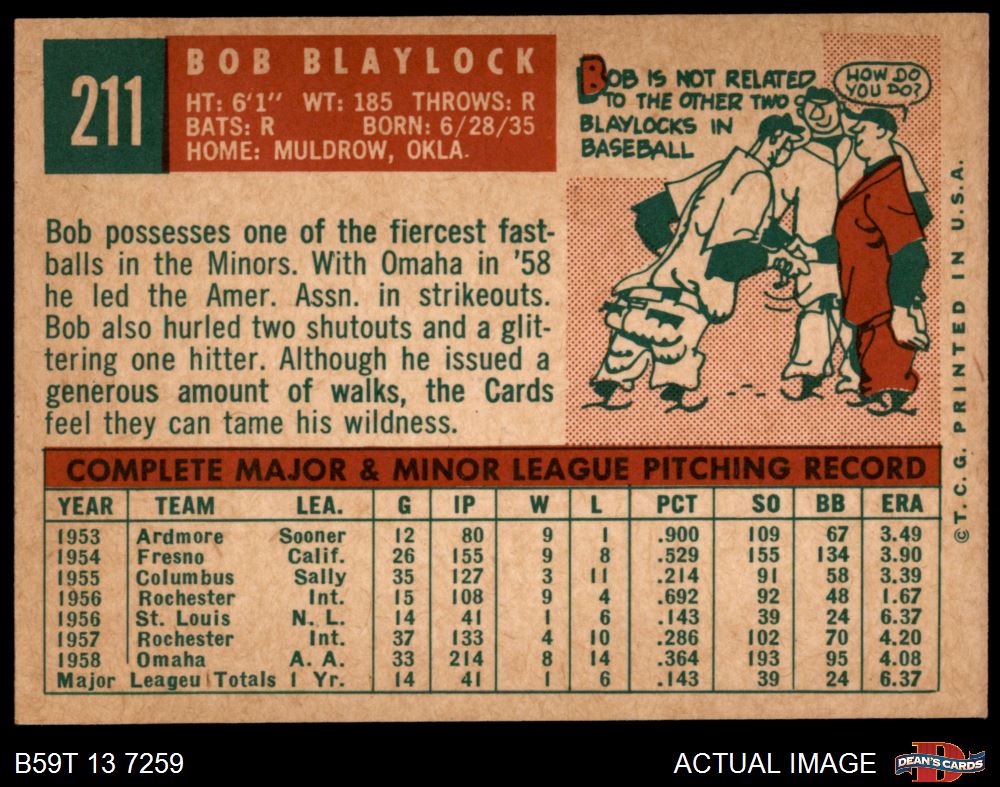 211
BOB BLAYLOCK
HT: 6'1" WT: 185 THROWS: R
BATS: R BORN: 6/28/35
HOME: MULDROW, OKLA.
BOB IS NOT RELATED
TO THE OTHER TWO
BLAYLOCKS IN
BASEBALL
HOW DO
YOU DO?
Bob possesses one of the fiercest fast-
balls in the Minors. With Omaha in '58
he led the Amer. Assn. in strikeouts.
Bob also hurled two shutouts and a glit-
tering one hitter. Although he issued a
generous amount of walks, the Cards
feel they can tame his wildness.
COMPLETE MAJOR & MINOR LEAGUE PITCHING RECORD
YEAR TEAM LEA. G IP W L PCT SO BB ERA
1953 Ardmore Sooner 12 80 9 1 .900 109 67 3.49
1954 Fresno Calif. 26 155 9 8 .529 155 134 3.90
1955 Columbus Sally 35 127 3 11 .214 91 58 3.39
1956 Rochester Int. 15 108 9 4 .692 92 48 1.67
1956 St. Louis N. L. 14 41 1 6 .143 39 24 6.37
1957 Rochester Int. 37 133 4 10 .286 102 70 4.20
1958 Omaha A. A. 33 214 8 14 .364 193 95 4.08
Major Leageu Totals 1 Yr. 14 41 1 6 .143 39 24 6.37
©T. C. G. PRINTED IN U.S.A.
B59T 13 7259
ACTUAL IMAGE
D
DEAN'S CARDS